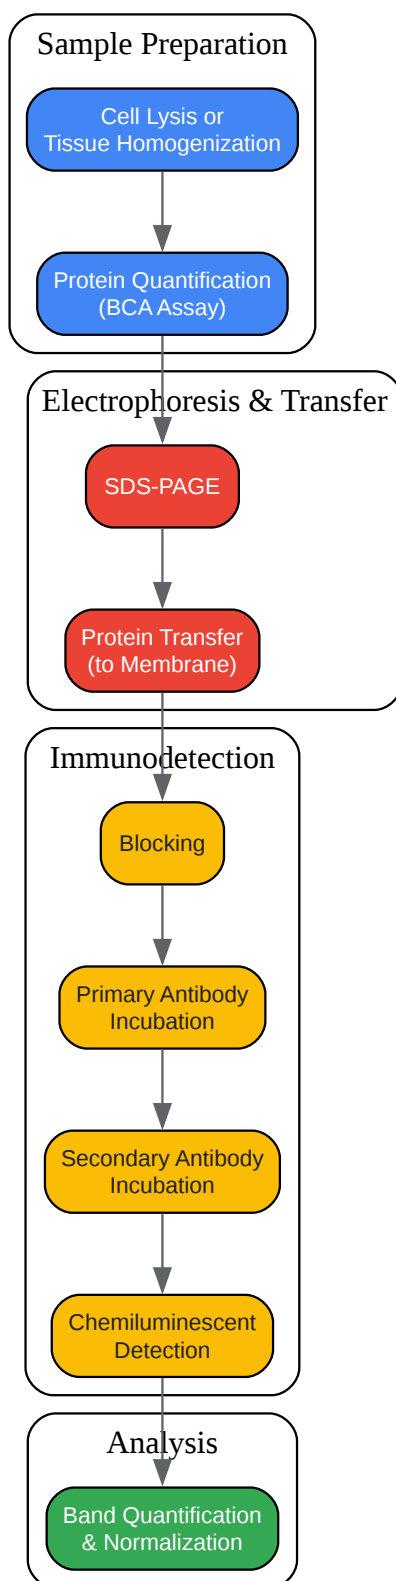 Sample Preparation
Cell Lysis or
Tissue Homogenization
Protein Quantification
(BCA Assay)
Electrophoresis & Transfer
SDS-PAGE
Protein Transfer
(to Membrane)
Immunodetection
Blocking
Primary Antibody
Incubation
Secondary Antibody
Incubation
Chemiluminescent
Detection
Analysis
Band Quantification
& Normalization